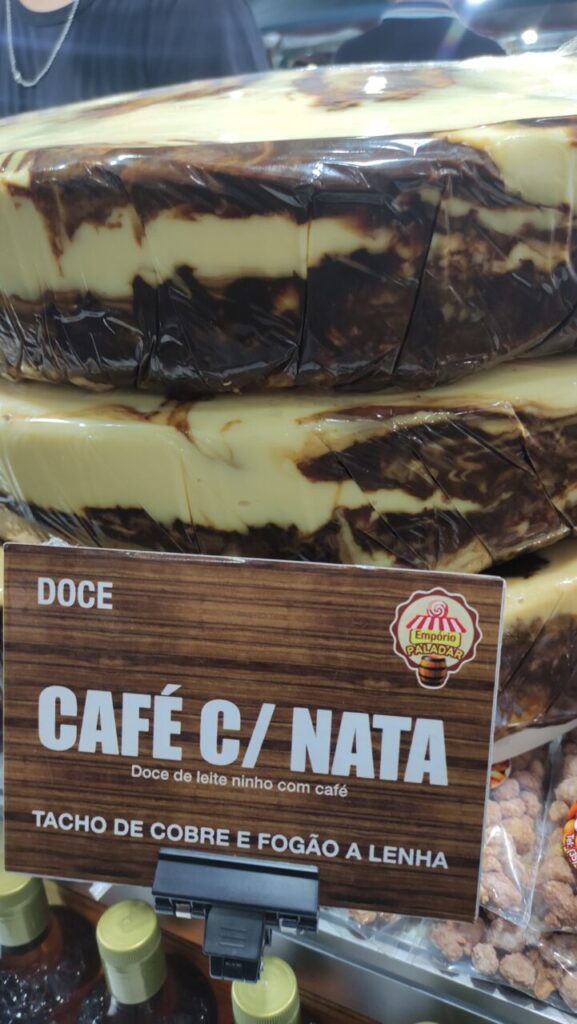 DOCE
Empório
PALADAR
CAFÉ C/ NATA
Doce de leite ninho com café
TACHO DE COBRE E FOGÃO A LENHA